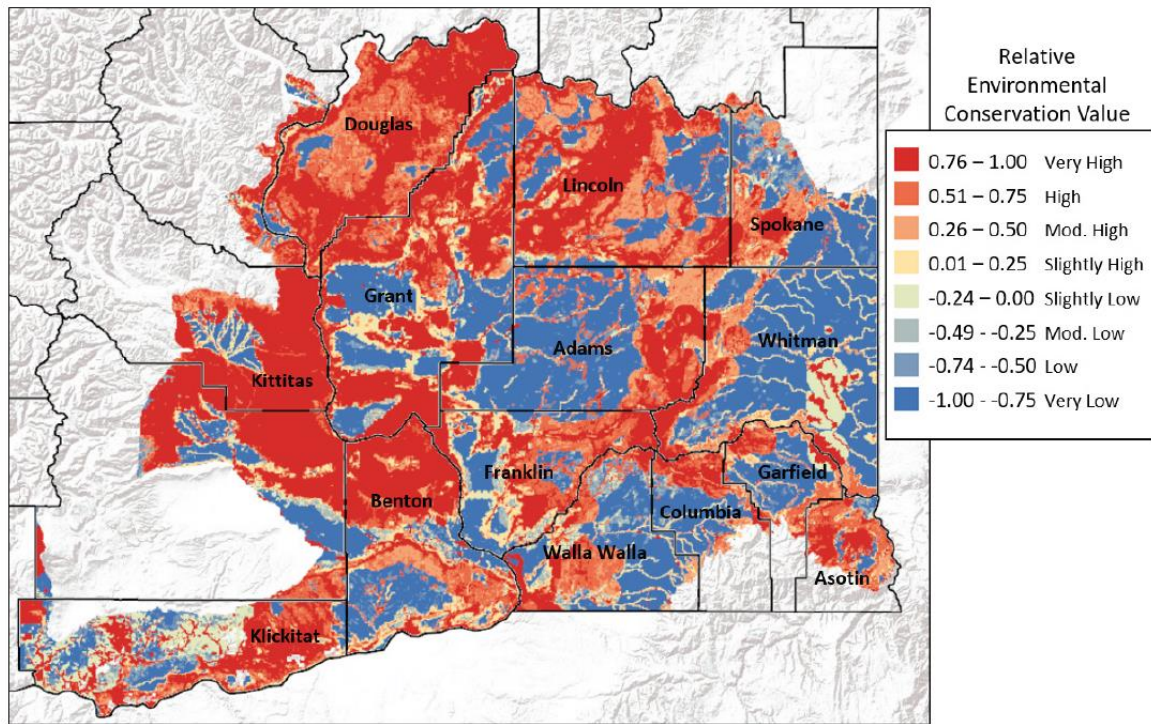 Relative
Environmental
Conservation Value
0.76 – 1.00 Very High
0.51 – 0.75 High
0.26 – 0.50 Mod. High
0.01 – 0.25 Slightly High
-0.24 – 0.00 Slightly Low
-0.49 - -0.25 Mod. Low
-0.74 - -0.50 Low
-1.00 - -0.75 Very Low
Douglas
Lincoln
Spokane
Grant
Adams
Whitman
Kittitas
Franklin
Garfield
Benton
Columbia
Walla Walla
Asotin
Klickitat